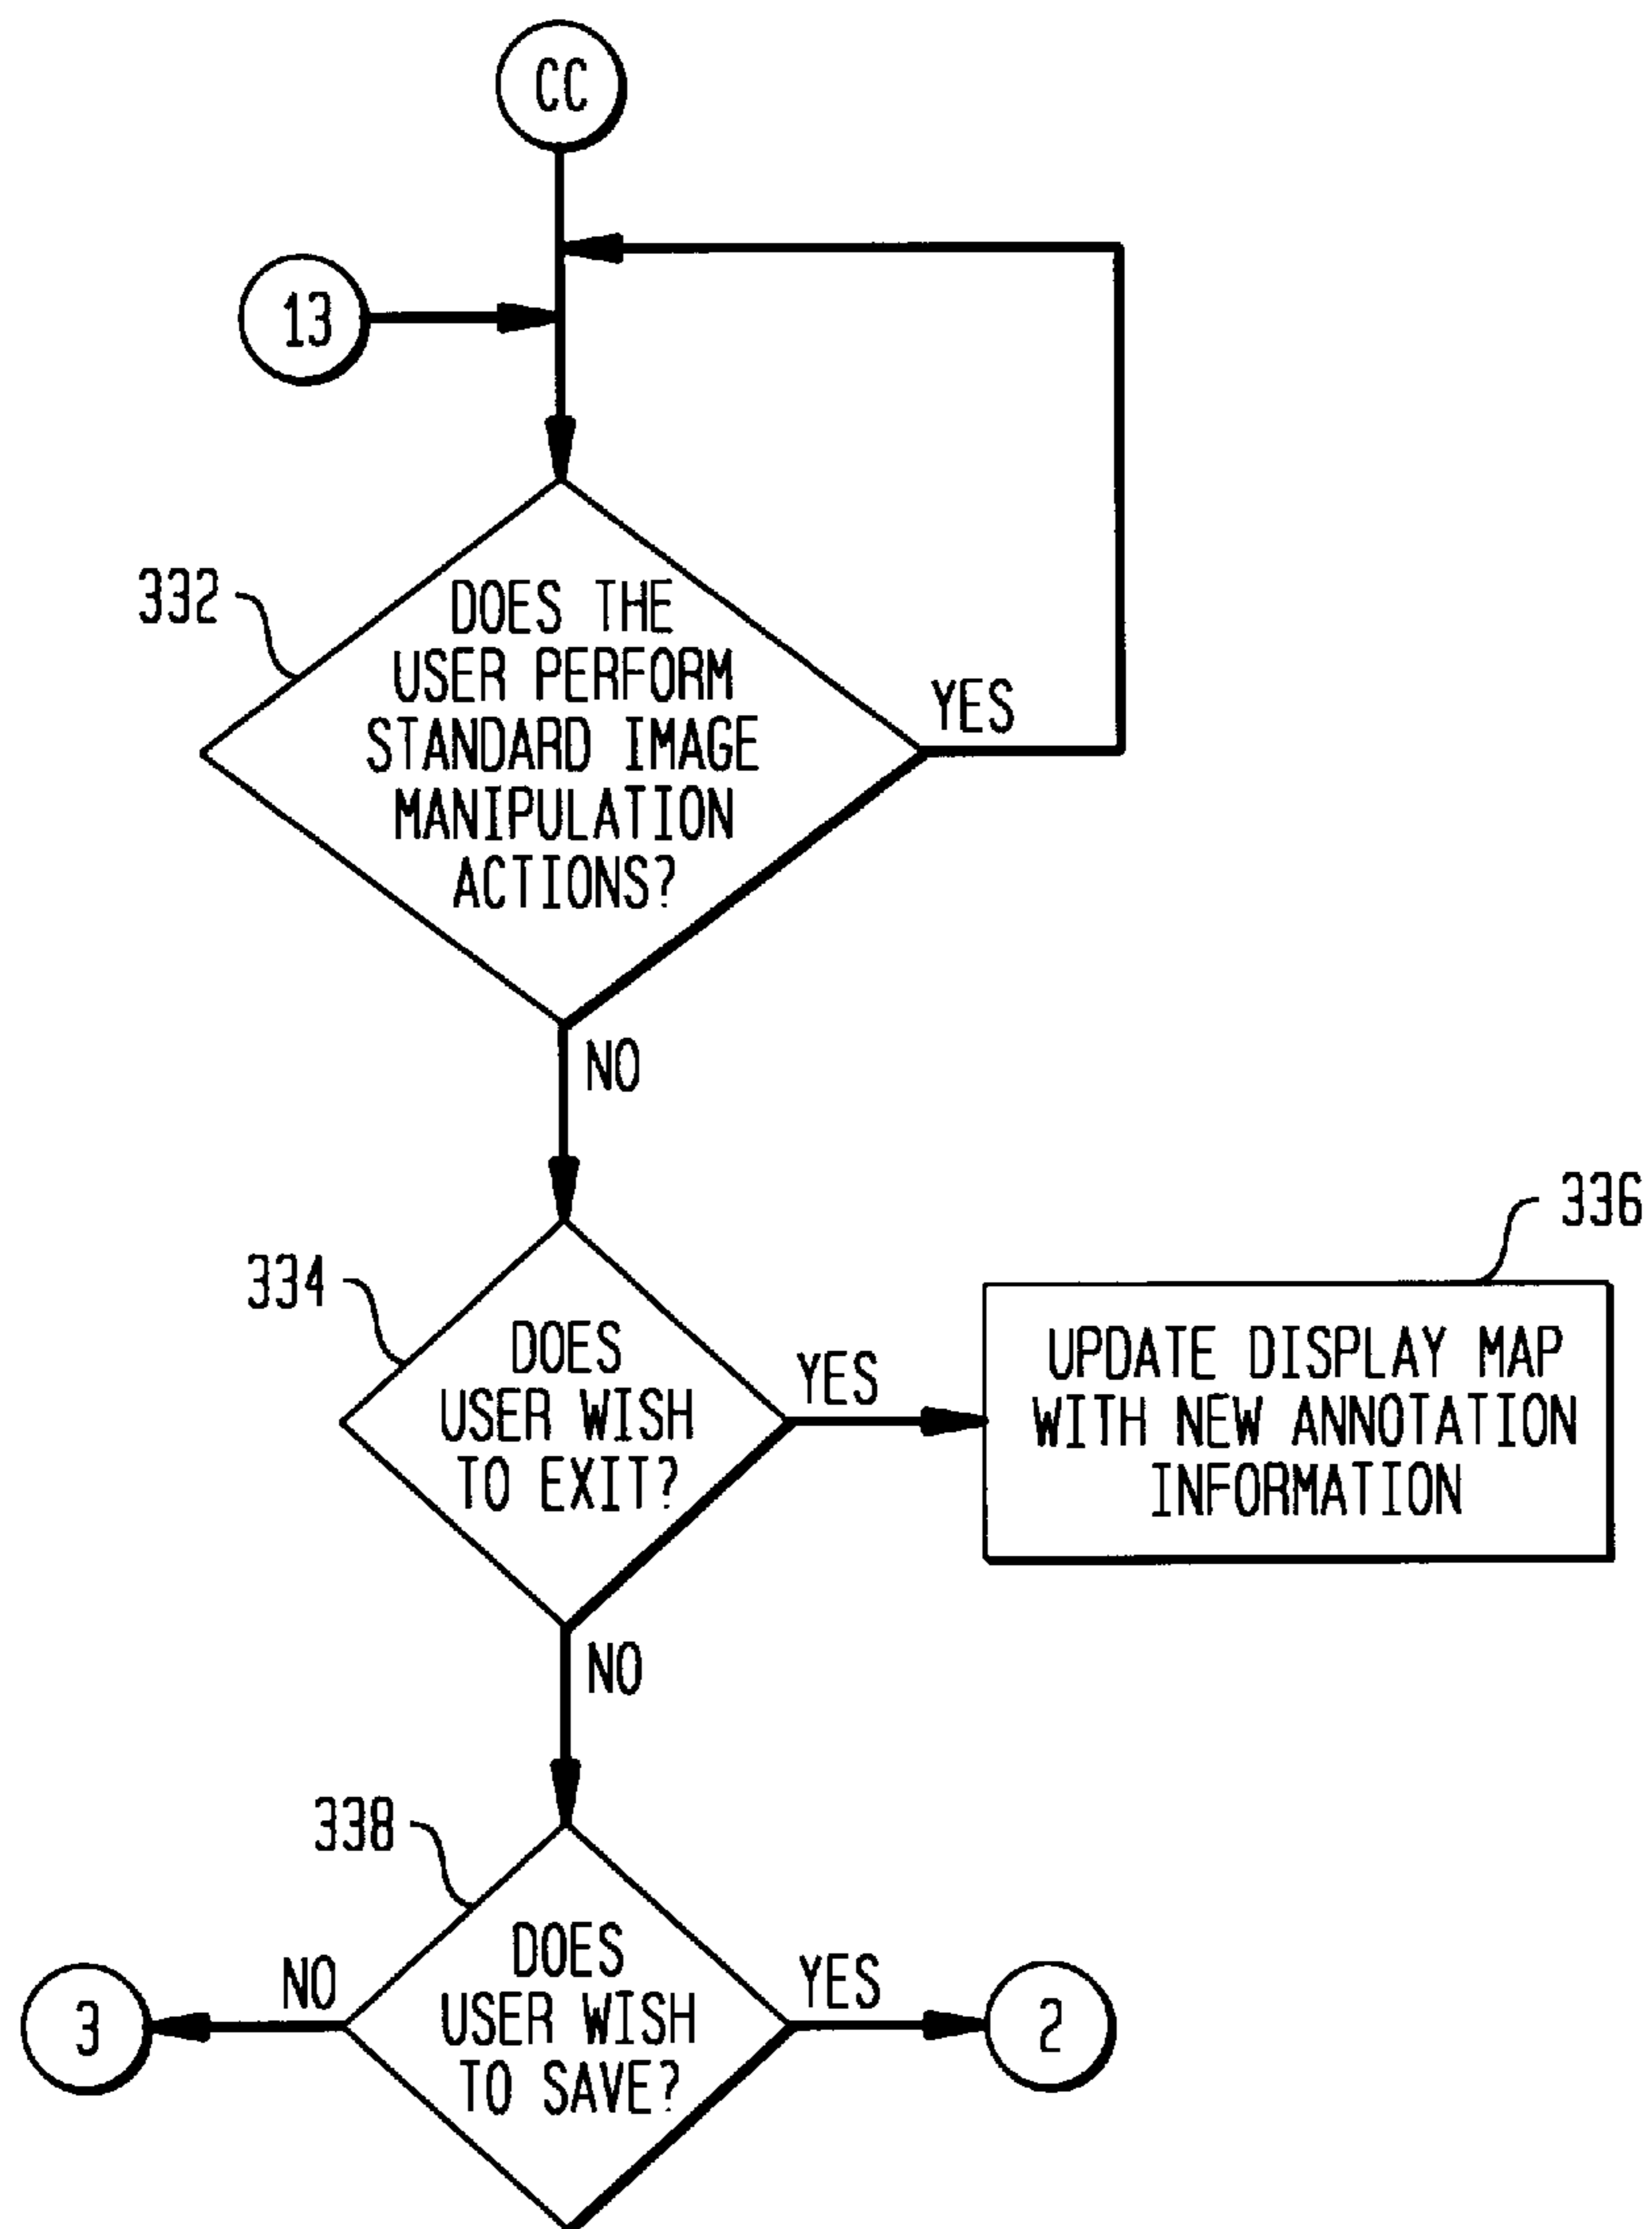 CC
13
332
DOES THE
USER PERFORM
STANDARD IMAGE
MANIPULATION
ACTIONS?
YES
NO
334
DOES
USER WISH
TO EXIT?
YES
336
UPDATE DISPLAY MAP
WITH NEW ANNOTATION
INFORMATION
NO
338
DOES
USER WISH
TO SAVE?
NO
3
YES
2